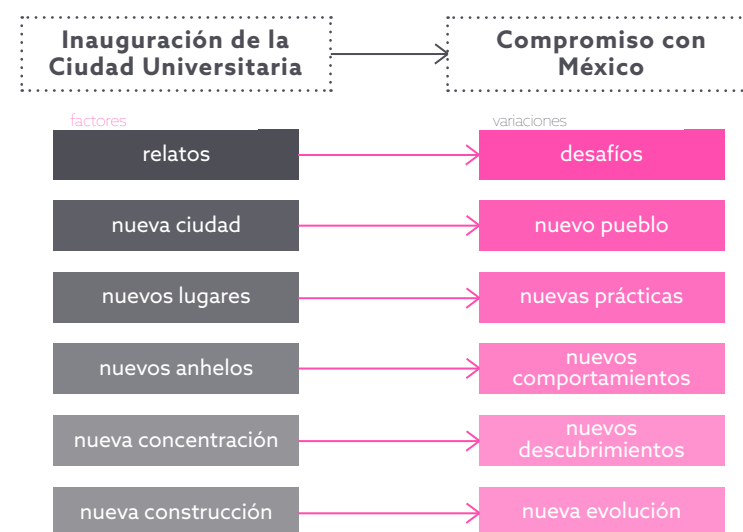 Inauguración de la
Ciudad Universitaria
Compromiso con
México
factores
variaciones
relatos
desafíos
nueva ciudad
nuevo pueblo
nuevos lugares
nuevas prácticas
nuevos anhelos
nuevos
comportamientos
nueva concentración
nuevos
descubrimientos
nueva construcción
nueva evolución